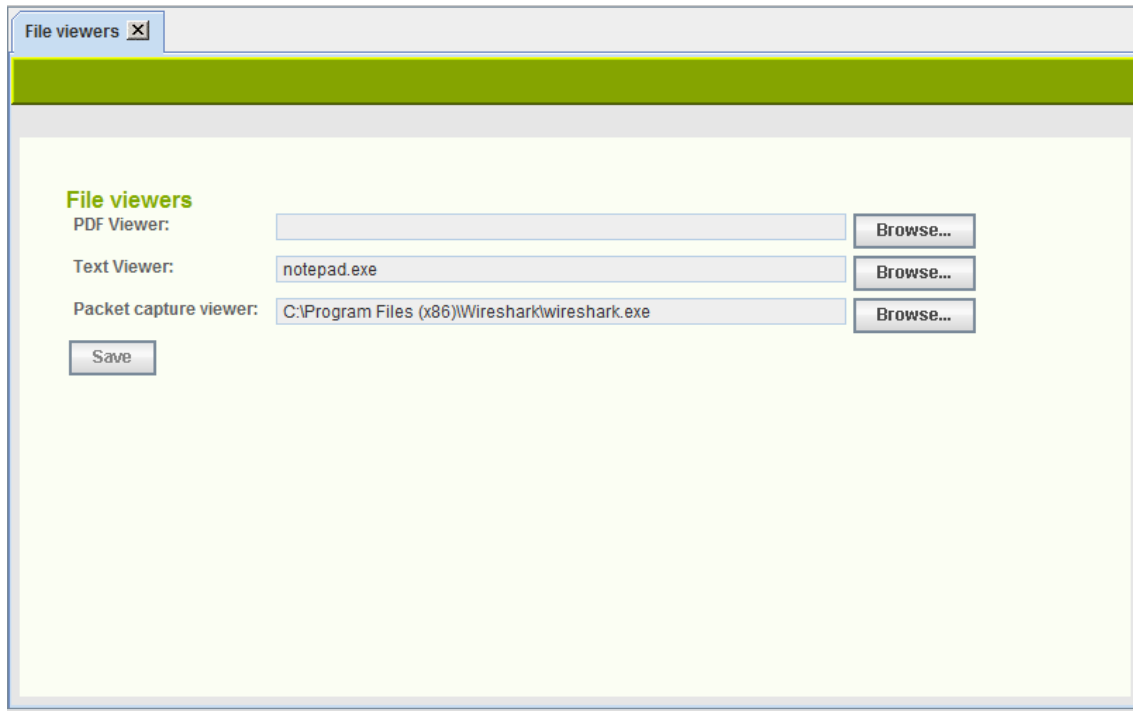 File viewers
File viewers
PDF Viewer: Browse...
Text Viewer: notepad.exe Browse...
Packet capture viewer: C:\Program Files (x86)\Wireshark\wireshark.exe Browse...
Save